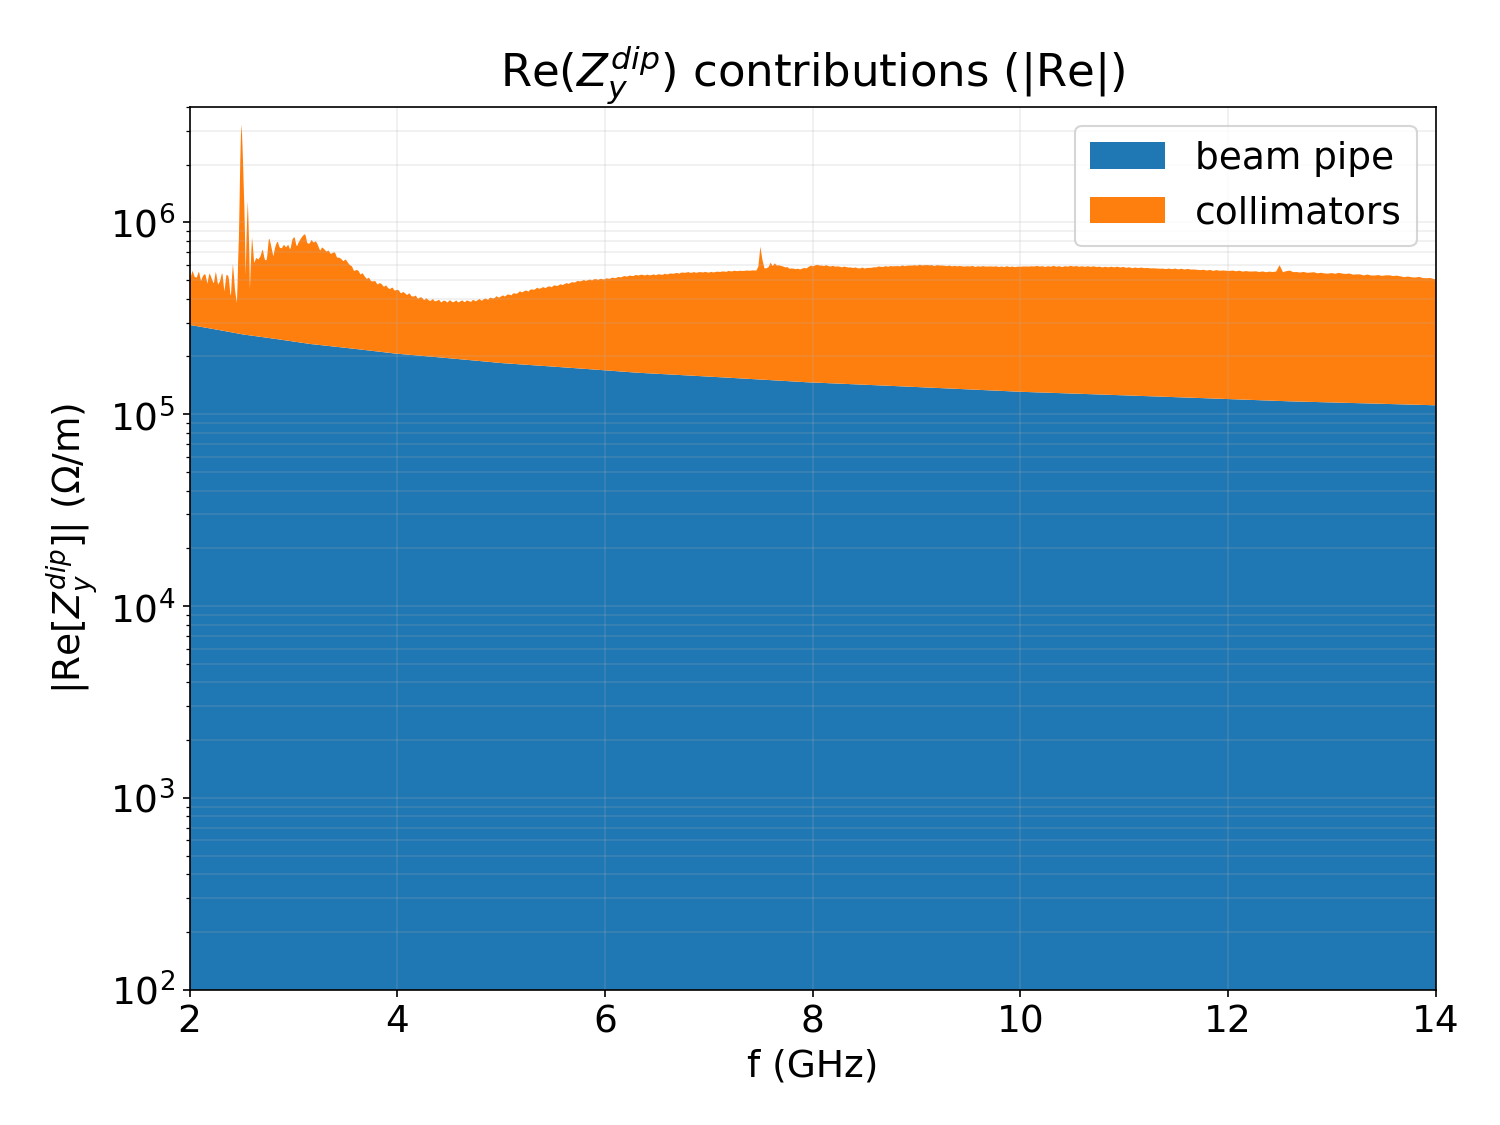 Re(Z_y^{dip}) contributions (|Re|)
beam pipe
collimators
|Re[Z_y^{dip}]| (Ω/m)
10^6
10^5
10^4
10^3
10^2
2 4 6 8 10 12 14
f (GHz)